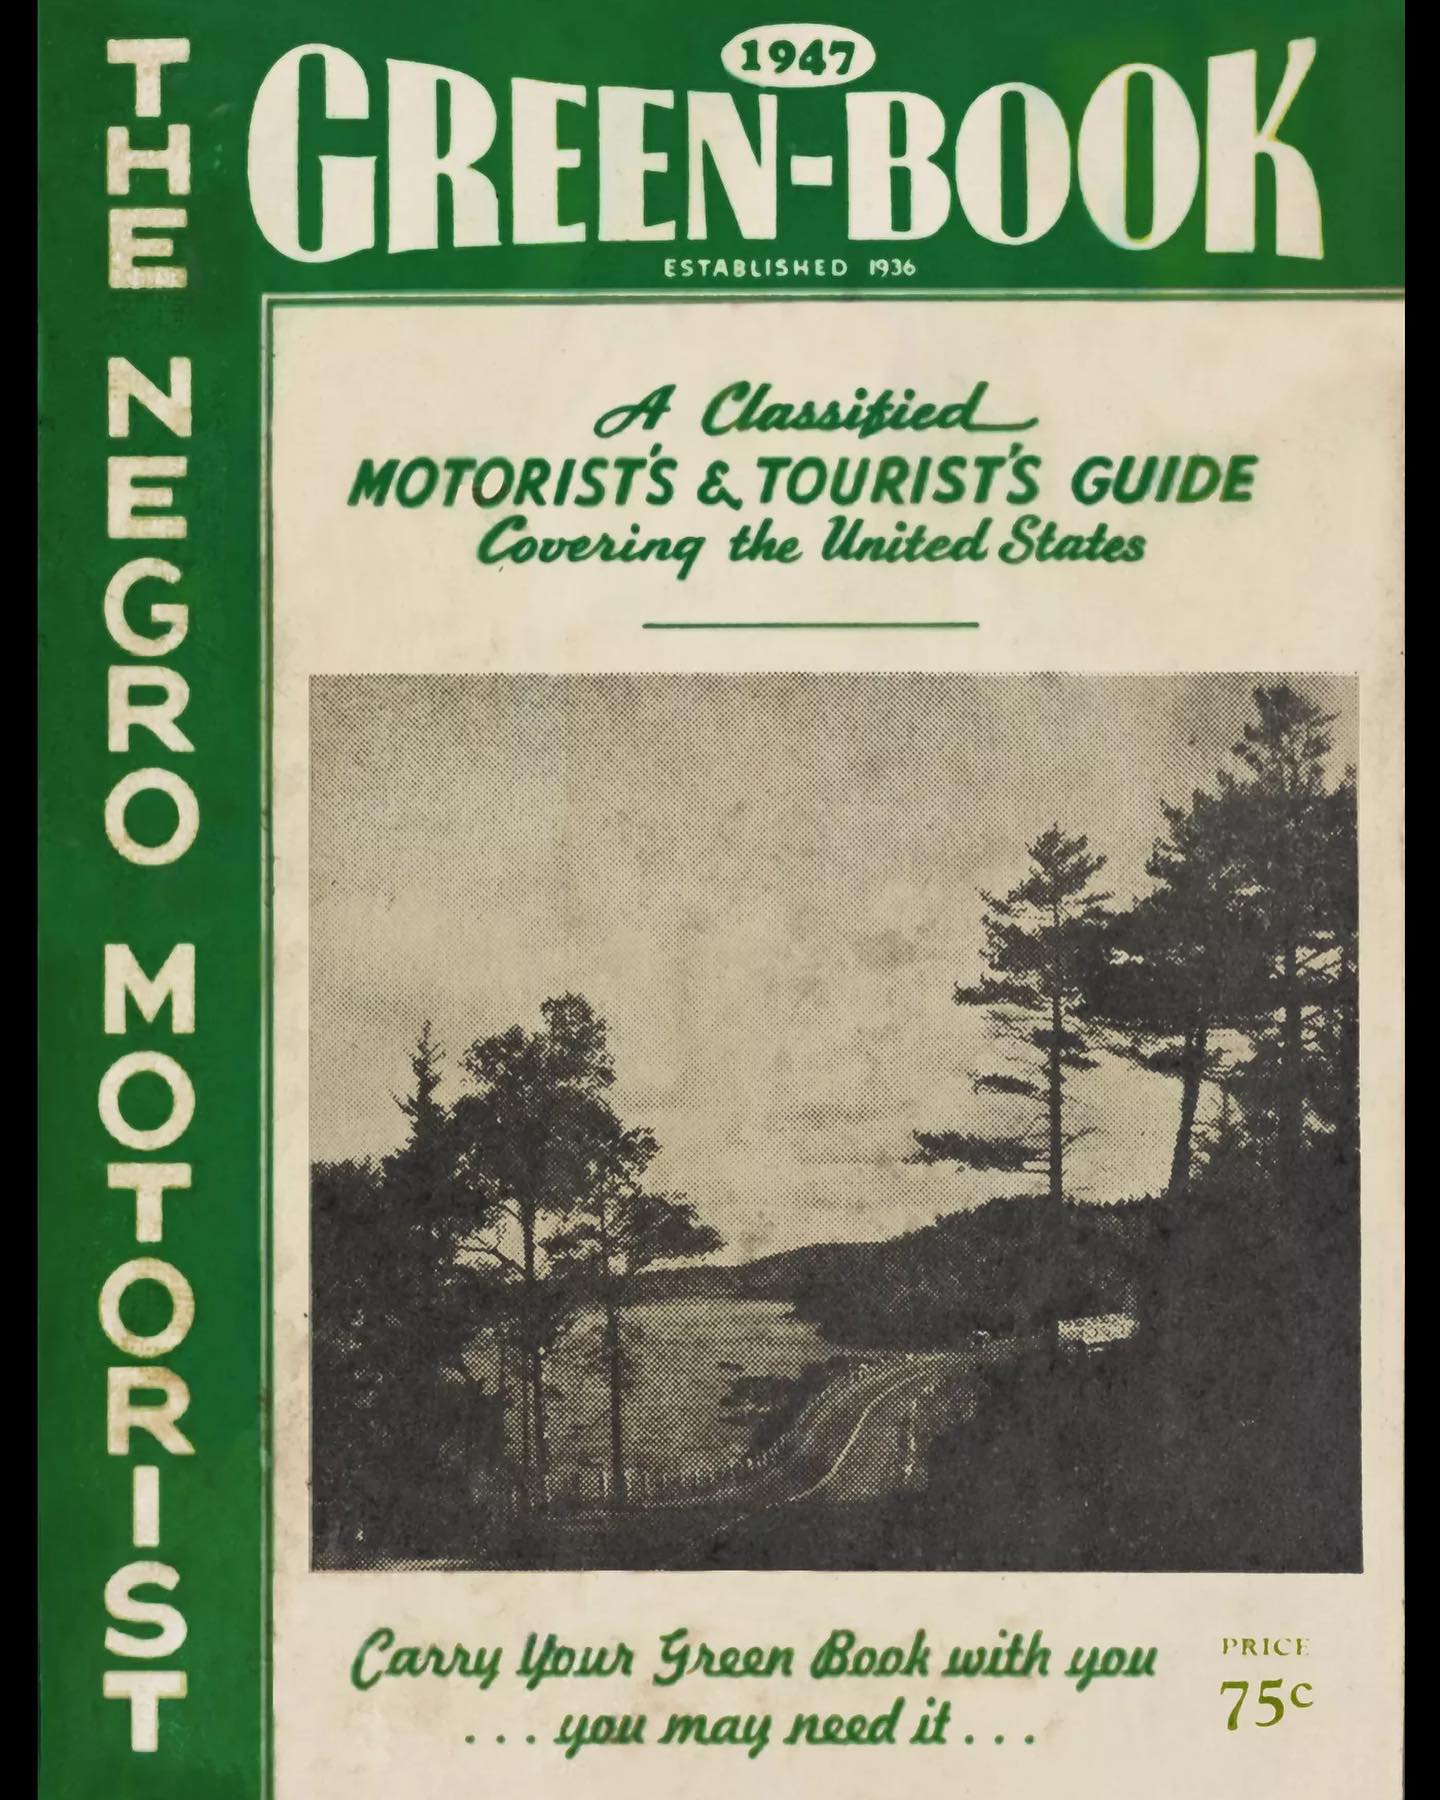 THE NEGRO MOTORIST
1947
GREEN-BOOK
ESTABLISHED 1936
A Classified
MOTORIST'S & TOURIST'S GUIDE
Covering the United States
Carry Your Green Book with you
...you may need it...
PRICE
75c